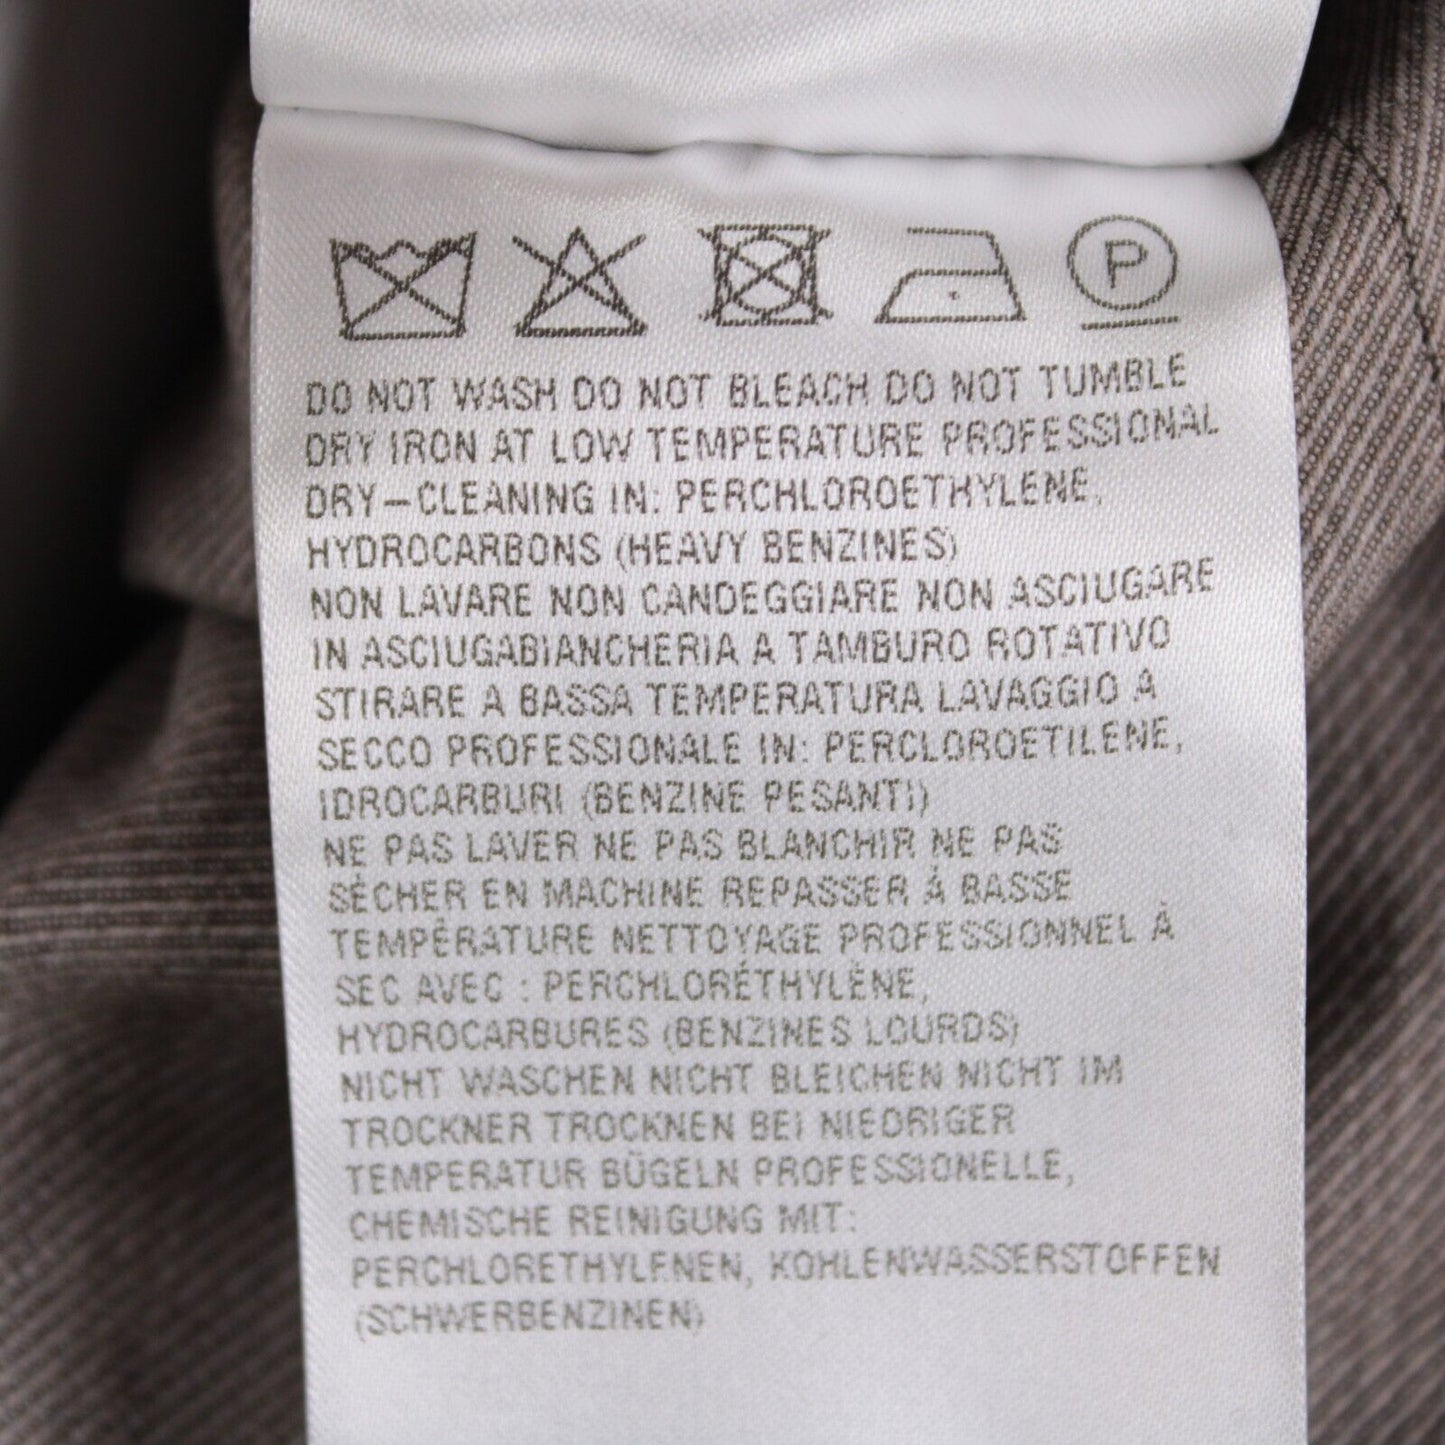 P
DO NOT WASH DO NOT BLEACH DO NOT TUMBLE
DRY IRON AT LOW TEMPERATURE PROFESSIONAL
DRY-CLEANING IN: PERCHLOROETHYLENE,
HYDROCARBONS (HEAVY BENZINES)
NON LAVARE NON CANDEGGIARE NON ASCIUGARE
IN ASCIUGABIANCHERIA A TAMBURO ROTATIVO
STIRARE A BASSA TEMPERATURA LAVAGGIO A
SECCO PROFESSIONALE IN: PERCLOROETILENE,
IDROCARBURI (BENZINE PESANTI)
NE PAS LAVER NE PAS BLANCHIR NE PAS
SÉCHER EN MACHINE REPASSER À BASSE
TEMPÉRATURE NETTOYAGE PROFESSIONNEL À
SEC AVEC : PERCHLORÉTHYLÈNE,
HYDROCARBURES (BENZINES LOURDS)
NICHT WASCHEN NICHT BLEICHEN NICHT IM
TROCKNER TROCKNEN BEI NIEDRIGER
TEMPERATUR BÜGELN PROFESSIONELLE,
CHEMISCHE REINIGUNG MIT:
PERCHLORETHYLENEN, KOHLENWASSERSTOFFEN
(SCHWERBENZINEN)